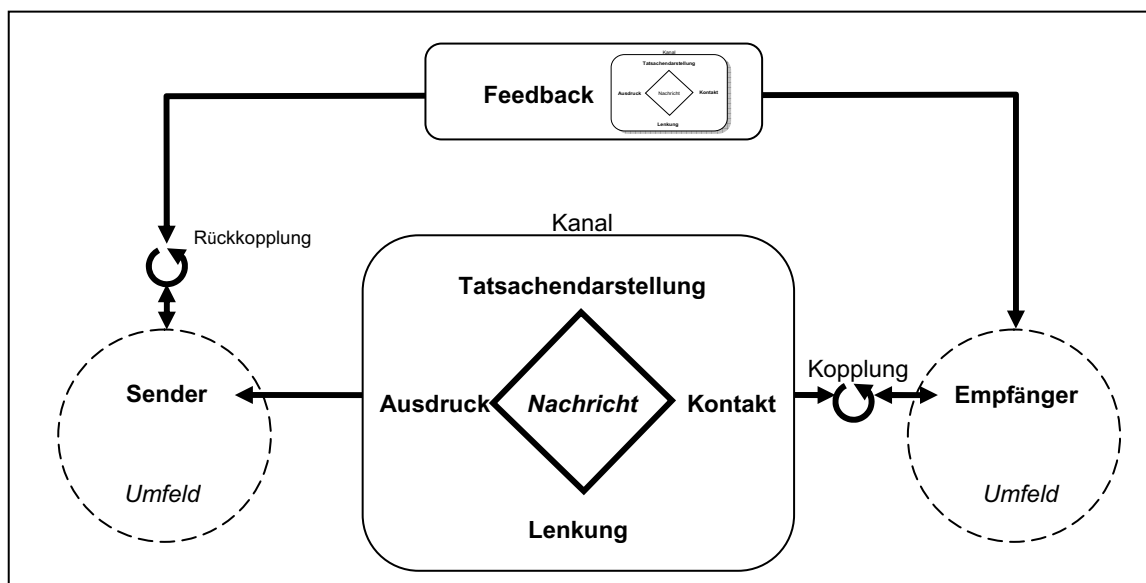 Kanal
Tatsachendarstellung
Feedback
Ausdruck Nachricht Kontakt
Lenkung
Rückkopplung
Kanal
Tatsachendarstellung
Kopplung
Sender
Ausdruck Nachricht Kontakt
Empfänger
Umfeld
Umfeld
Lenkung